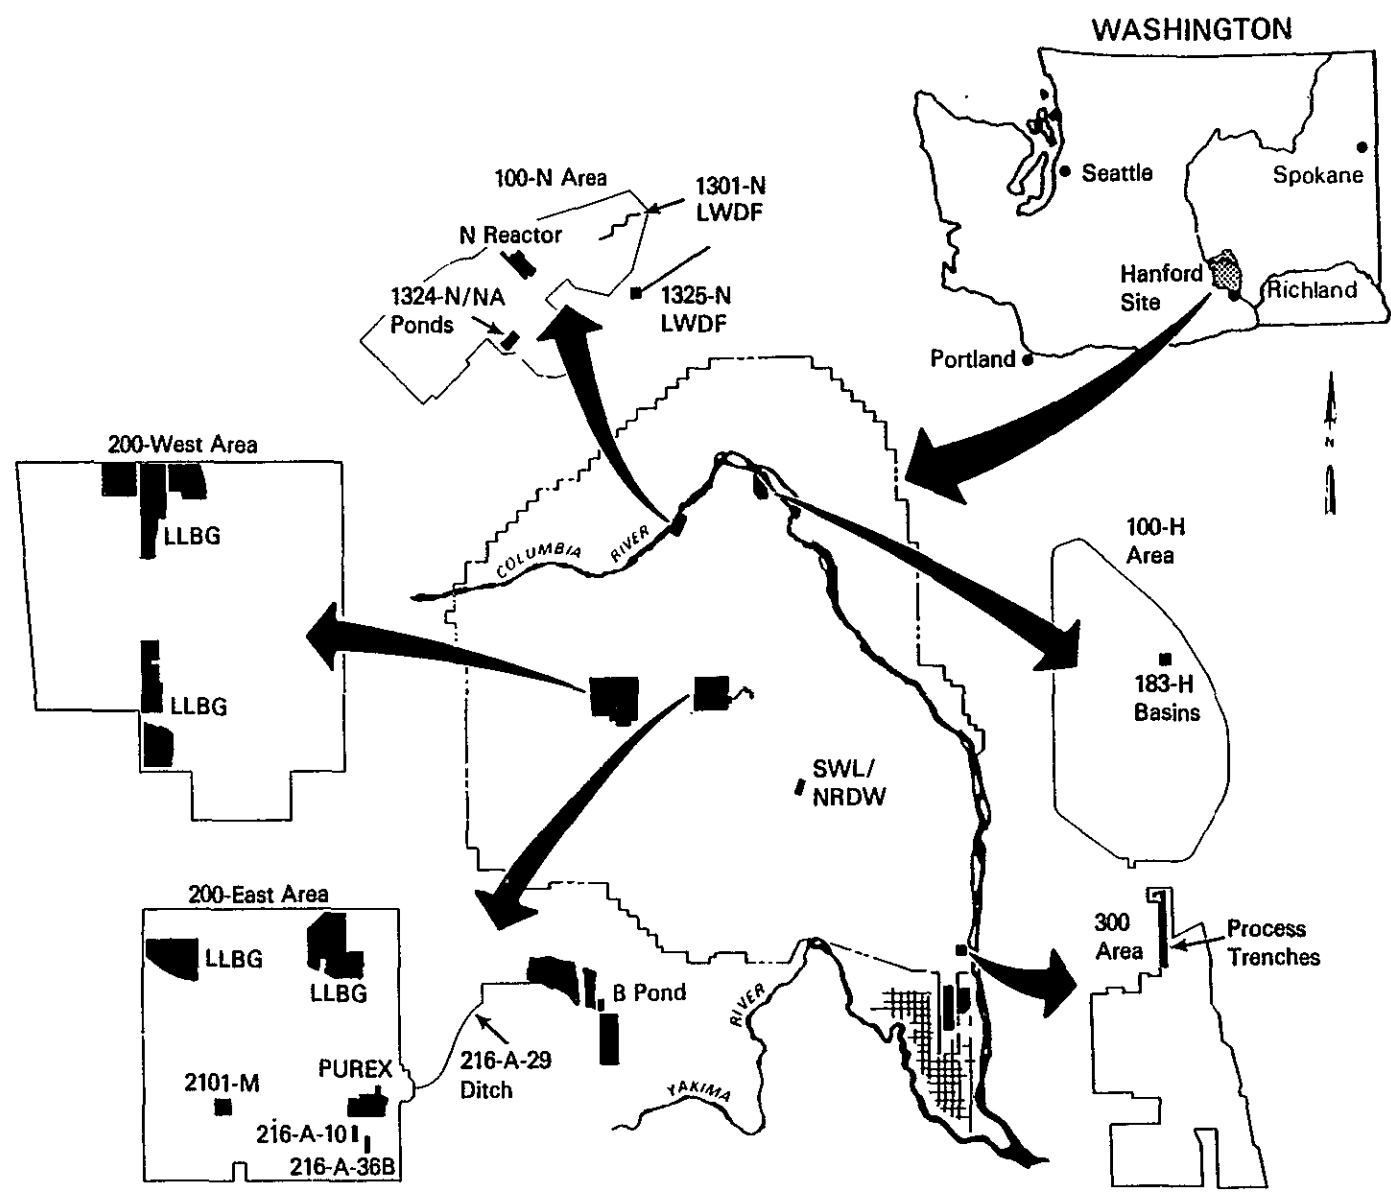 WASHINGTON
Seattle
Spokane
Hanford
Site
Richland
Portland
N
100-N Area
1301-N
LWDF
N Reactor
1324-N/NA
Ponds
1325-N
LWDF
200-West Area
LLBG
LLBG
COLUMBIA RIVER
100-H
Area
183-H
Basins
SWL/
NRDW
200-East Area
LLBG
LLBG
B Pond
216-A-29
Ditch
PUREX
2101-M
216-A-10
216-A-36B
YAKIMA RIVER
300
Area
Process
Trenches